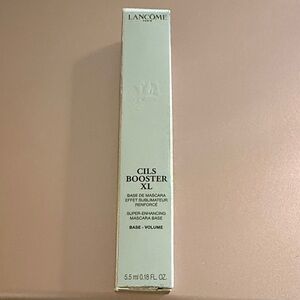 LANCÔME
PARIS
CILS
BOOSTER
XL
BASE DE MASCARA
EFFET SUBLIMATEUR
RENFORCÉ
SUPER-ENHANCING
MASCARA BASE
BASE - VOLUME
5.5 ml/0.18 FL. OZ.